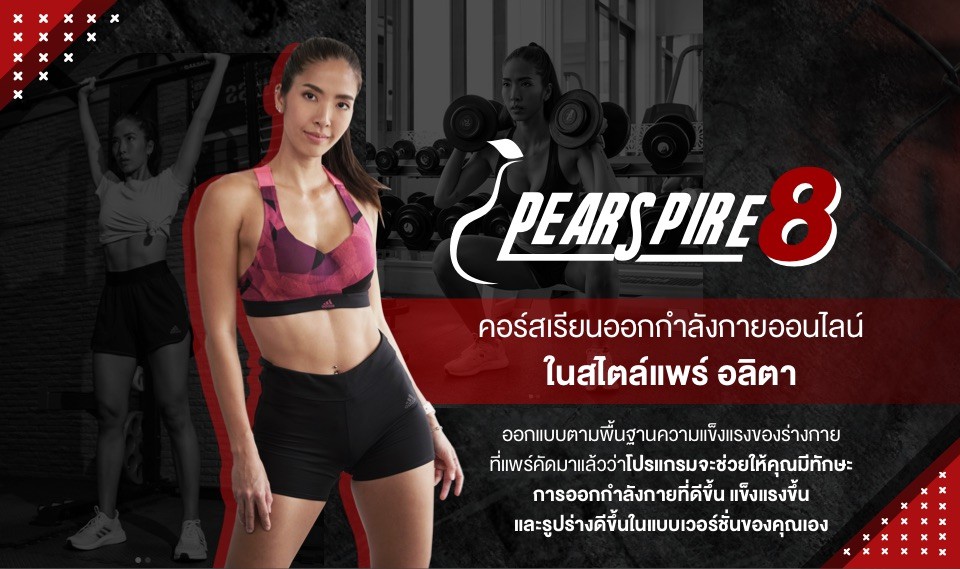 PEARSPIRE8
คอร์สเรียนออกกำลังกายออนไลน์
ในสไตล์แพร์ อลิตา
ออกแบบตามพื้นฐานความแข็งแรงของร่างกาย
ที่แพร์คัดมาแล้วว่าโปรแกรมจะช่วยให้คุณมีทักษะ
การออกกำลังกายที่ดีขึ้น แข็งแรงขึ้น
และรูปร่างดีขึ้นในแบบเวอร์ชั่นของคุณเอง